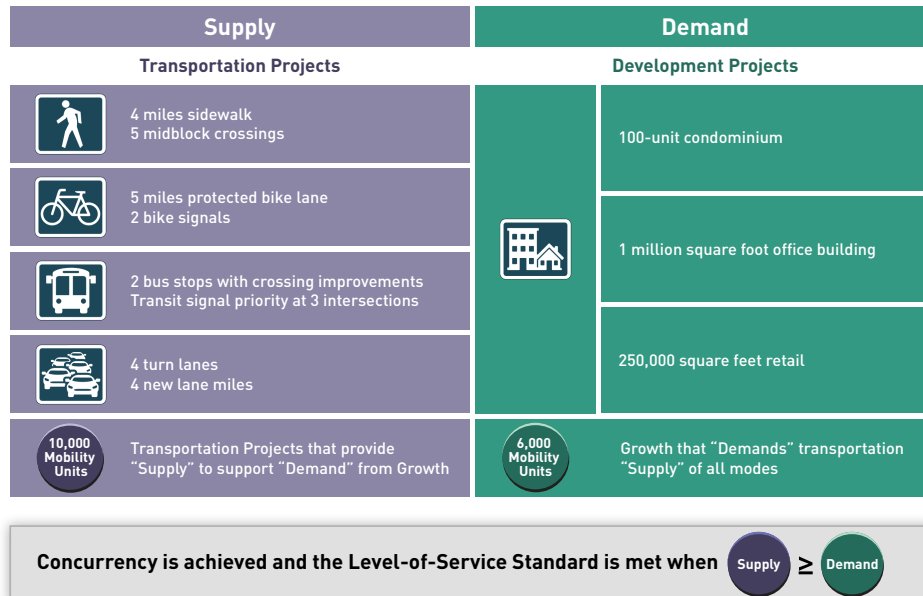 Supply
Demand
Transportation Projects
Development Projects
4 miles sidewalk
5 midblock crossings
5 miles protected bike lane
2 bike signals
2 bus stops with crossing improvements
Transit signal priority at 3 intersections
4 turn lanes
4 new lane miles
100-unit condominium
1 million square foot office building
250,000 square feet retail
10,000
Mobility
Units
Transportation Projects that provide
“Supply” to support “Demand” from Growth
6,000
Mobility
Units
Growth that “Demands” transportation
“Supply” of all modes
Concurrency is achieved and the Level-of-Service Standard is met when Supply ≥ Demand